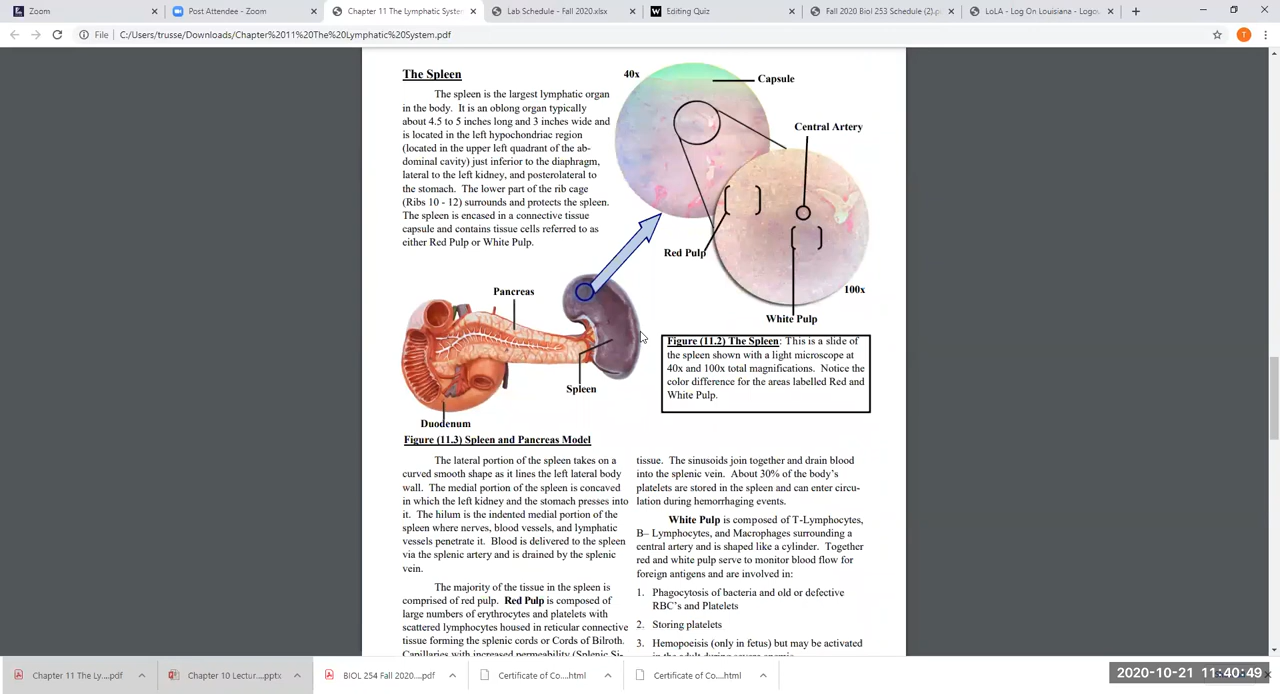 Zoom
Post Attendee - Zoom
Chapter 11 The Lymphatic Syste
Lab Schedule - Fall 2020.xlsx
Editing Quiz
Fall 2020 Biol 253 Schedule (2).p
LoLA - Log On Louisiana - Logou
File
C:/Users/trusse/Downloads/Chapter%2011%20The%20Lymphatic%20System.pdf
T
The Spleen
The spleen is the largest lymphatic organ
in the body. It is an oblong organ typically
about 4.5 to 5 inches long and 3 inches wide and
is located in the left hypochondriac region
(located in the upper left quadrant of the ab-
dominal cavity) just inferior to the diaphragm,
lateral to the left kidney, and posterolateral to
the stomach. The lower part of the rib cage
(Ribs 10 - 12) surrounds and protects the spleen.
The spleen is encased in a connective tissue
capsule and contains tissue cells referred to as
either Red Pulp or White Pulp.
40x
Capsule
Central Artery
Red Pulp
100x
White Pulp
Pancreas
Spleen
Duodenum
Figure (11.2) The Spleen: This is a slide of
the spleen shown with a light microscope at
40x and 100x total magnifications. Notice the
color difference for the areas labelled Red and
White Pulp.
Figure (11.3) Spleen and Pancreas Model
The lateral portion of the spleen takes on a
curved smooth shape as it lines the left lateral body
wall. The medial portion of the spleen is concaved
in which the left kidney and the stomach presses into
it. The hilum is the indented medial portion of the
spleen where nerves, blood vessels, and lymphatic
vessels penetrate it. Blood is delivered to the spleen
via the splenic artery and is drained by the splenic
vein.
The majority of the tissue in the spleen is
comprised of red pulp. Red Pulp is composed of
large numbers of erythrocytes and platelets with
scattered lymphocytes housed in reticular connective
tissue forming the splenic cords or Cords of Bilroth.
Capillaries with increased permeability (Splenic Si-
tissue. The sinusoids join together and drain blood
into the splenic vein. About 30% of the body's
platelets are stored in the spleen and can enter circu-
lation during hemorrhaging events.
White Pulp is composed of T-Lymphocytes,
B– Lymphocytes, and Macrophages surrounding a
central artery and is shaped like a cylinder. Together
red and white pulp serve to monitor blood flow for
foreign antigens and are involved in:
1. Phagocytosis of bacteria and old or defective
RBC's and Platelets
2. Storing platelets
3. Hemopoeisis (only in fetus) but may be activated
in the adult during severe anemia
Chapter 11 The Ly....pdf
Chapter 10 Lectur....pptx
BIOL 254 Fall 2020....pdf
Certificate of Co....html
Certificate of Co....html
2020-10-21 11:40:49